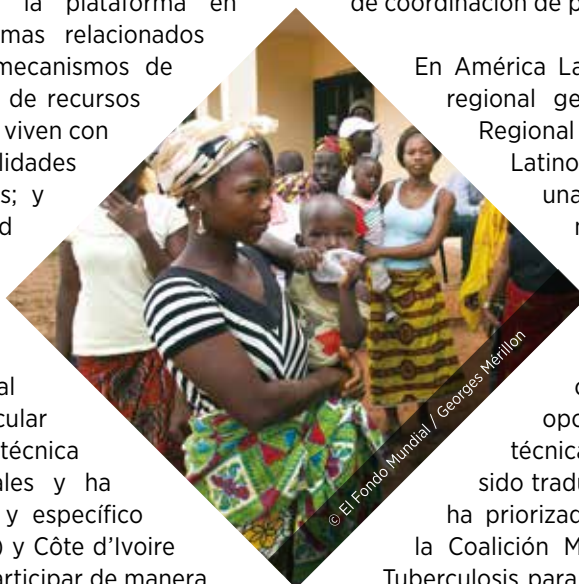 la plataforma en
mas relacionados
mecanismos de
de recursos
viven con
lidades
s; y
d
al
cular
técnica
ales y ha
y específico
) y Côte d’Ivoire
articipar de manera
© El Fondo Mundial / Georges Mérillon
de coordinación de p
En América La
regional ge
Regional
Latino
una
opo
técnica
sido tradu
ha priorizad
la Coalición M
Tuberculosis para